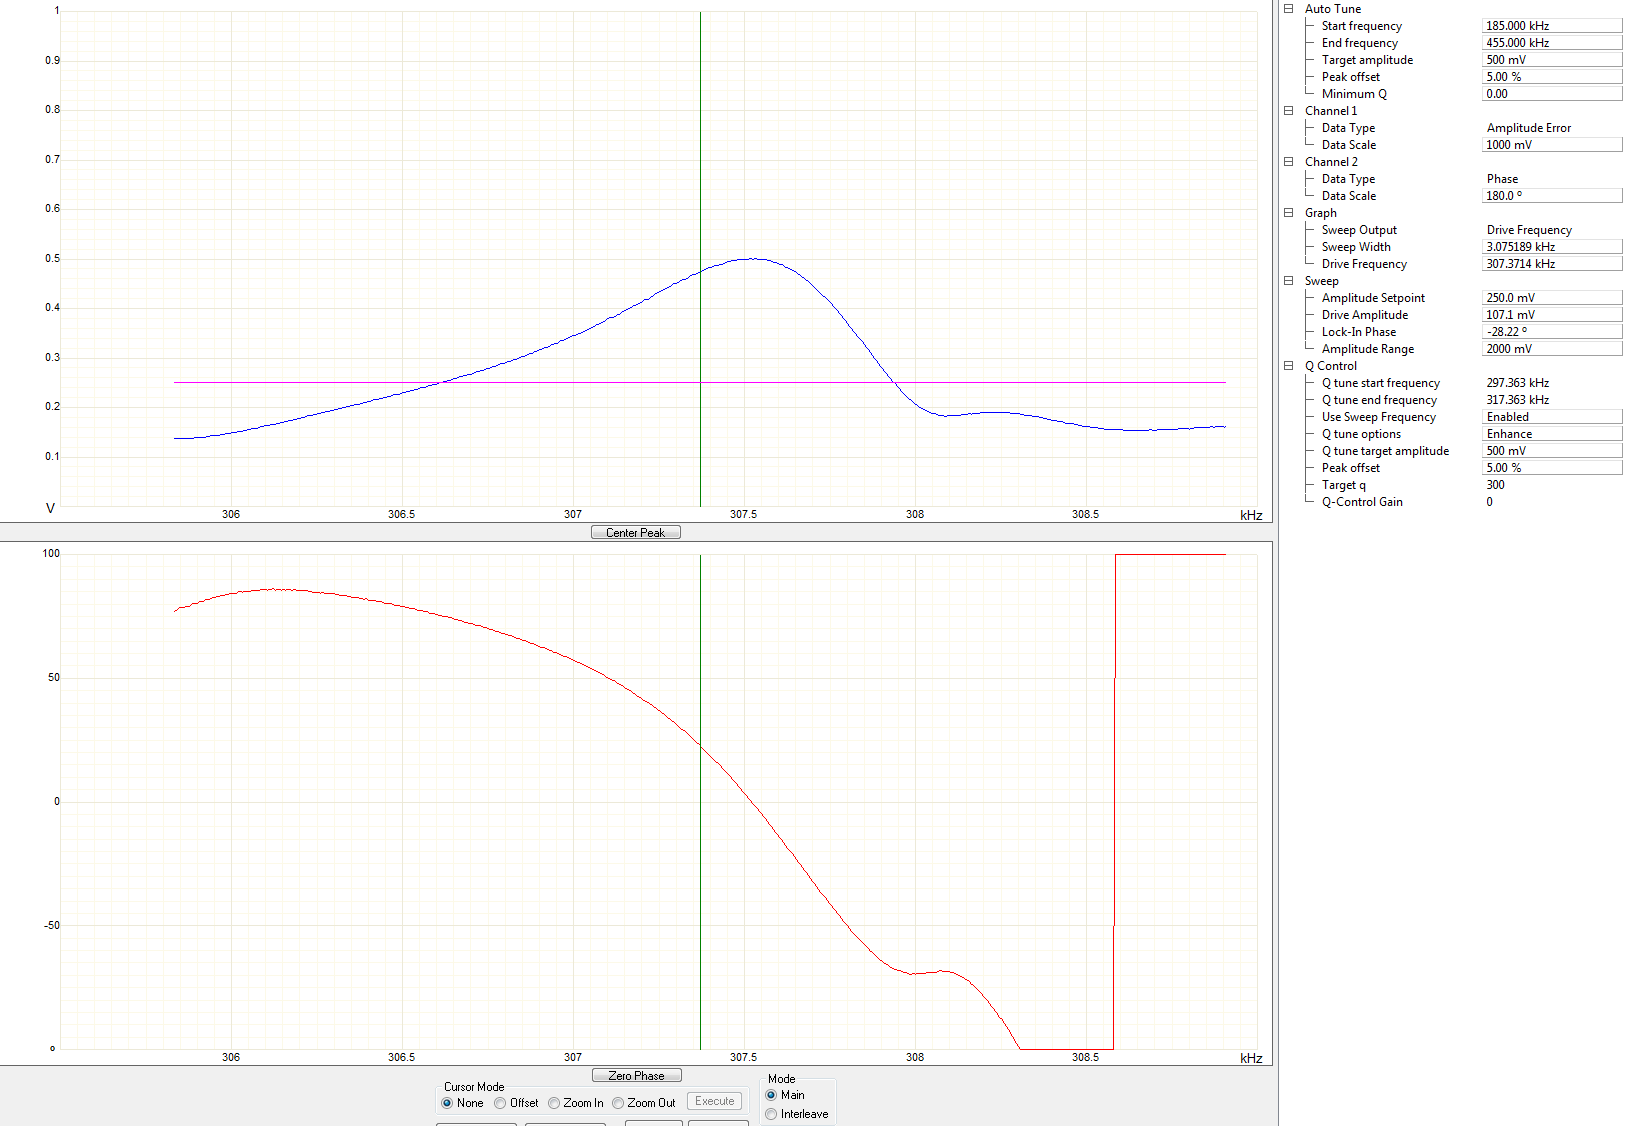 1
0.9
0.8
0.7
0.6
0.5
0.4
0.3
0.2
0.1
V
306 306.5 307 307.5 308 308.5 kHz
Center Peak
100
50
0
-50
º
306 306.5 307 307.5 308 308.5 kHz
Zero Phase
Cursor Mode
None Offset Zoom In Zoom Out Execute
Mode
Main
Interleave
Auto Tune
Start frequency 185.000 kHz
End frequency 455.000 kHz
Target amplitude 500 mV
Peak offset 5.00 %
Minimum Q 0.00
Channel 1
Data Type Amplitude Error
Data Scale 1000 mV
Channel 2
Data Type Phase
Data Scale 180.0 º
Graph
Sweep Output Drive Frequency
Sweep Width 3.075189 kHz
Drive Frequency 307.3714 kHz
Sweep
Amplitude Setpoint 250.0 mV
Drive Amplitude 107.1 mV
Lock-In Phase -28.22 º
Amplitude Range 2000 mV
Q Control
Q tune start frequency 297.363 kHz
Q tune end frequency 317.363 kHz
Use Sweep Frequency Enabled
Q tune options Enhance
Q tune target amplitude 500 mV
Peak offset 5.00 %
Target q 300
Q-Control Gain 0